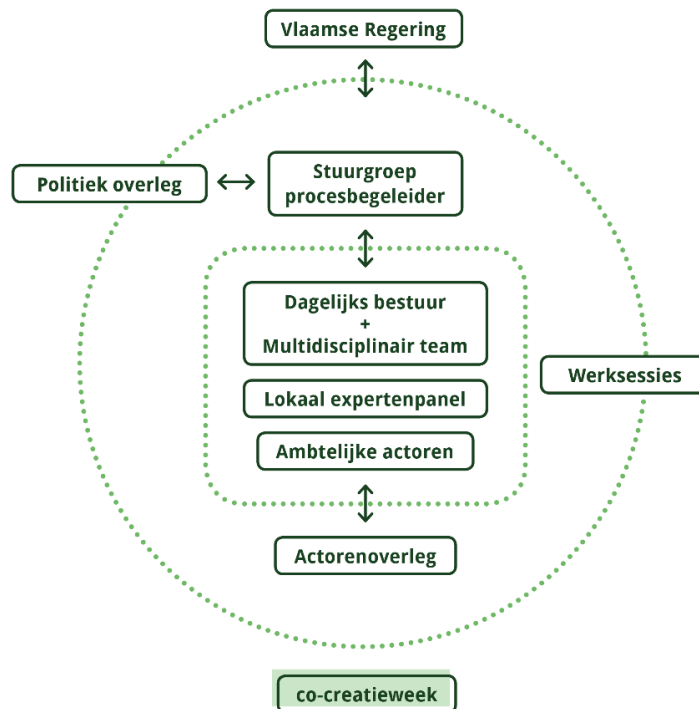 Vlaamse Regering
Politiek overleg
Stuurgroep
procesbegeleider
Dagelijks bestuur
+
Multidisciplinair team
Lokaal expertenpanel
Werksessies
Ambtelijke actoren
Actorenoverleg
co-creatieweek